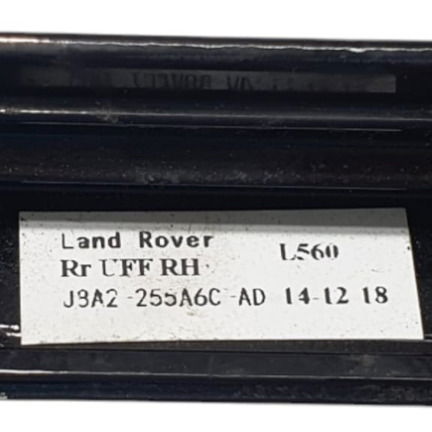 Land Rover L560
Rr UFF RH
J8A2-255A6C-AD 14-12 18